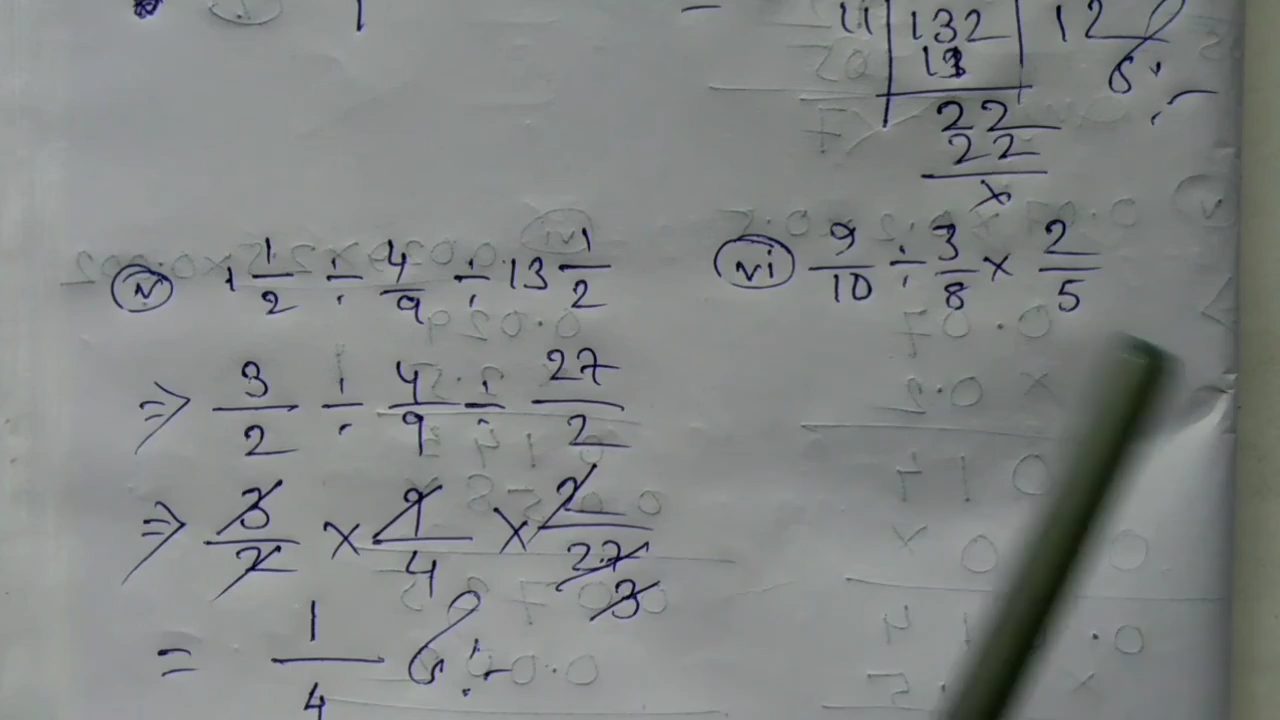 11 | 132 | 12
13
22
22
×
(v) 1 1/2 ÷ 4/9 ÷ 13 1/2
⇒ 3/2 ÷ 4/9 ÷ 27/2
⇒ 3/2 × 9/4 × 2/27
3
= 1/4
(vi) 9/10 ÷ 3/8 × 2/5